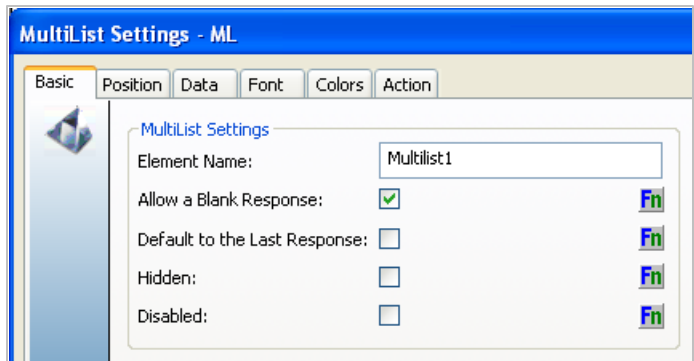 MultiList Settings - ML
Basic Position Data Font Colors Action
MultiList Settings
Element Name: Multilist1
Allow a Blank Response: Fn
Default to the Last Response: Fn
Hidden: Fn
Disabled: Fn